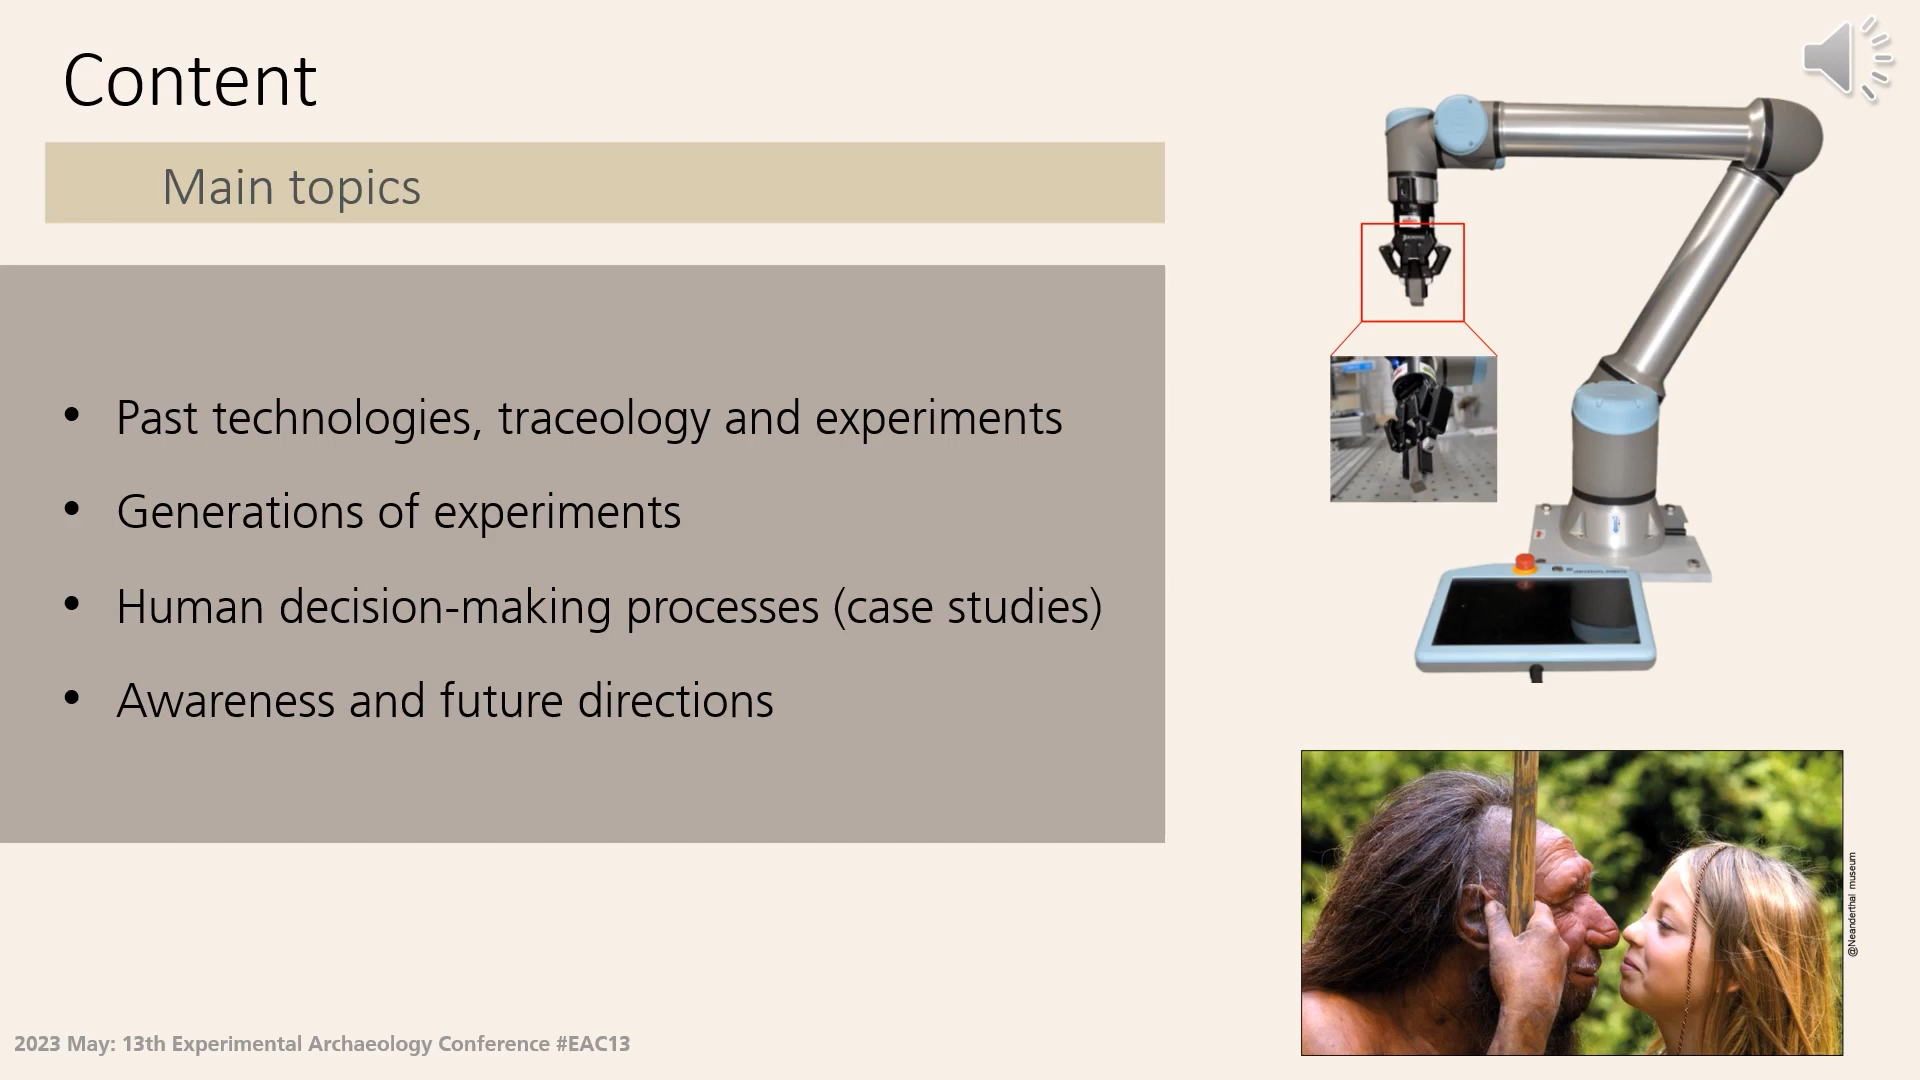 Content
Main topics
• Past technologies, traceology and experiments
• Generations of experiments
• Human decision-making processes (case studies)
• Awareness and future directions
@Neanderthal museum
2023 May: 13th Experimental Archaeology Conference #EAC13